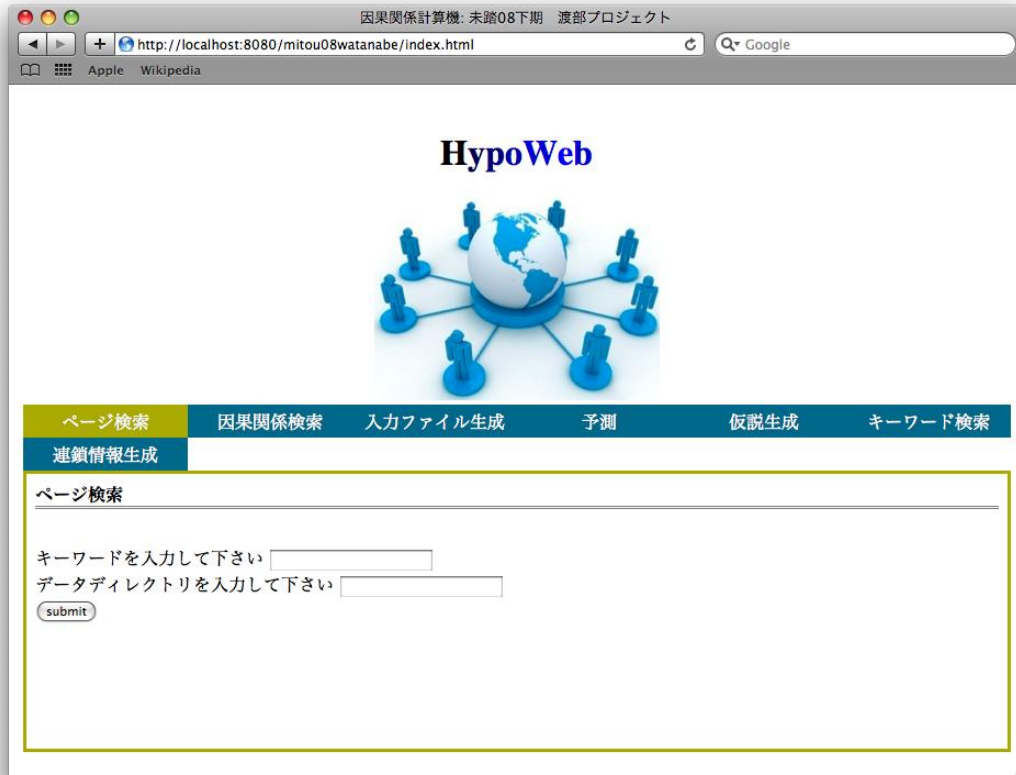 因果関係計算機: 未踏08下期　渡部プロジェクト
http://localhost:8080/mitou08watanabe/index.html
Google
Apple Wikipedia
HypoWeb
ページ検索 因果関係検索 入力ファイル生成 予測 仮説生成 キーワード検索
連鎖情報生成
ページ検索
キーワードを入力して下さい
データディレクトリを入力して下さい
submit